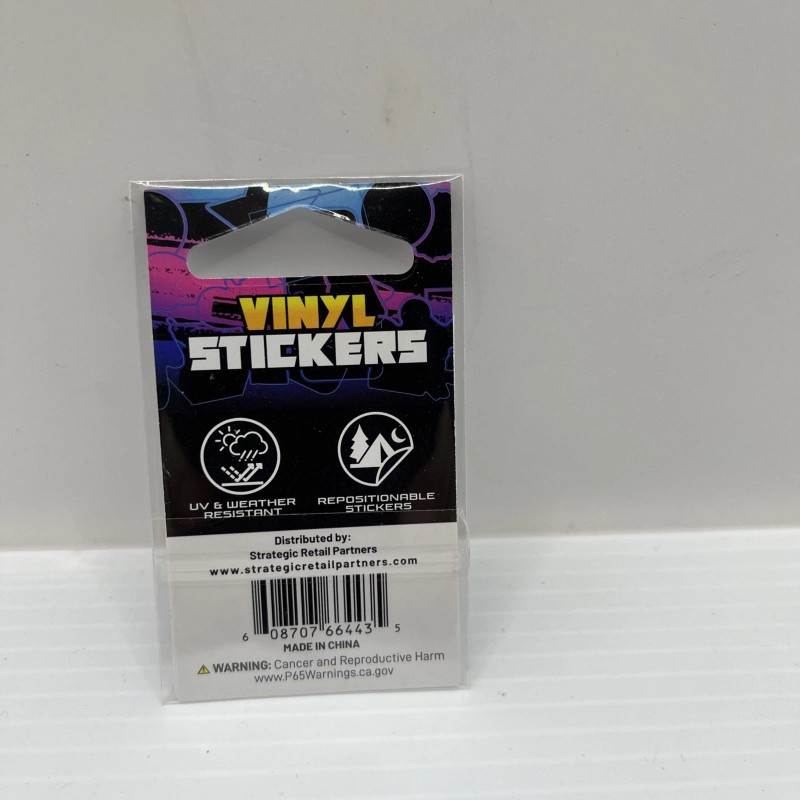 VINYL
STICKERS
UV & WEATHER
RESISTANT
REPOSITIONABLE
STICKERS
Distributed by:
Strategic Retail Partners
www.strategicretailpartners.com
6 08707 66443 5
MADE IN CHINA
WARNING: Cancer and Reproductive Harm
www.P65Warnings.ca.gov